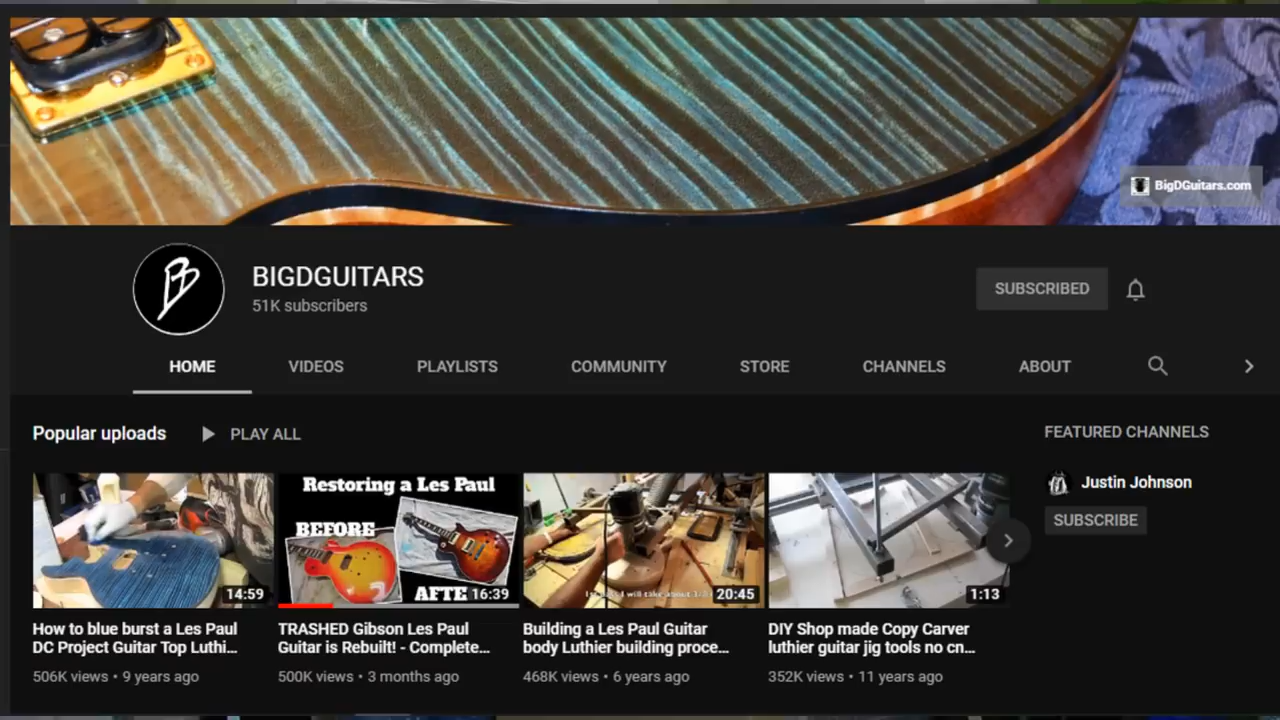 BigDGuitars.com
BIGDGUITARS
51K subscribers
SUBSCRIBED
HOME VIDEOS PLAYLISTS COMMUNITY STORE CHANNELS ABOUT
Popular uploads PLAY ALL
FEATURED CHANNELS
Justin Johnson
SUBSCRIBE
14:59
Restoring a Les Paul
BEFORE
AFTE 16:39
20:45
1:13
How to blue burst a Les Paul
DC Project Guitar Top Luthi...
506K views • 9 years ago
TRASHED Gibson Les Paul
Guitar is Rebuilt! - Complete...
500K views • 3 months ago
Building a Les Paul Guitar
body Luthier building proce...
468K views • 6 years ago
DIY Shop made Copy Carver
luthier guitar jig tools no cn...
352K views • 11 years ago